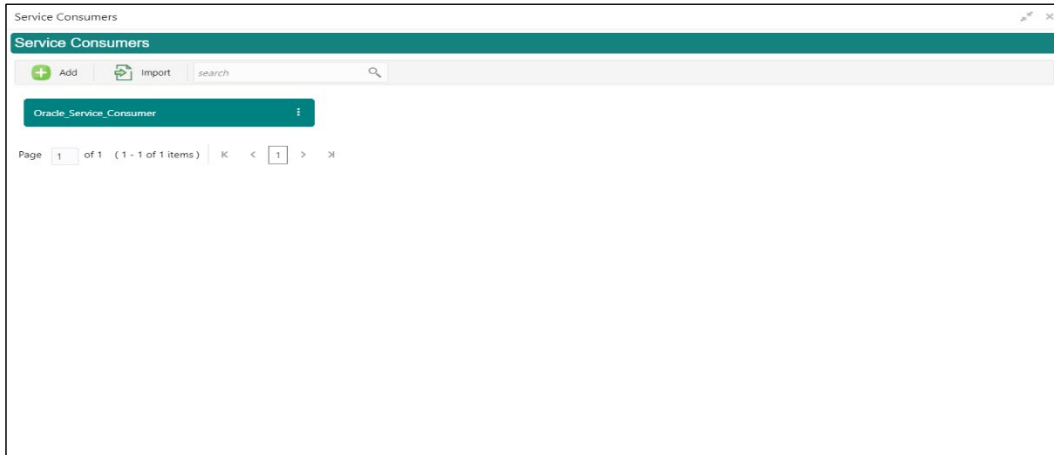 Service Consumers
Service Consumers
Add Import search
Oracle_Service_Consumer
Page 1 of 1 (1 - 1 of 1 items) K < 1 > >|